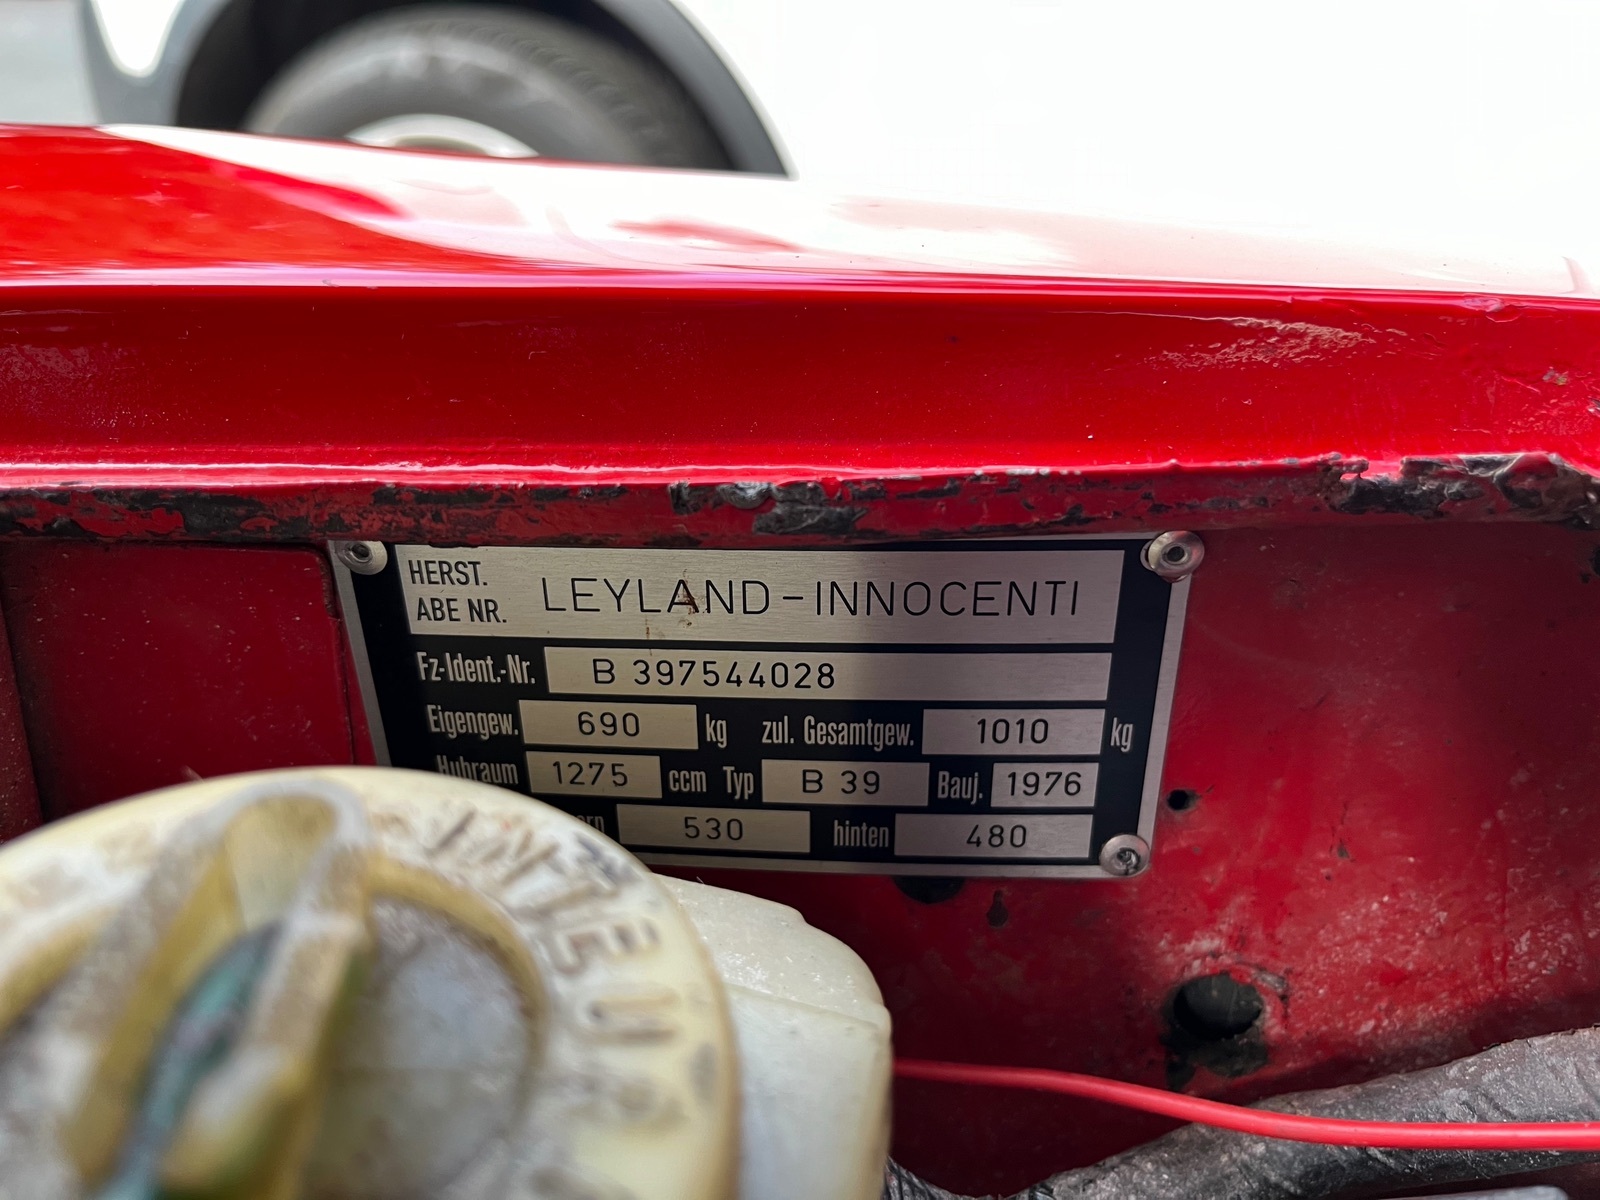 HERST.
ABE NR. LEYLAND-INNOCENTI
Fz-Ident.-Nr. B 397544028
Eigengew. 690 kg zul. Gesamtgew. 1010 kg
Hubraum 1275 ccm Typ B 39 Bauj. 1976
530 hinten 480